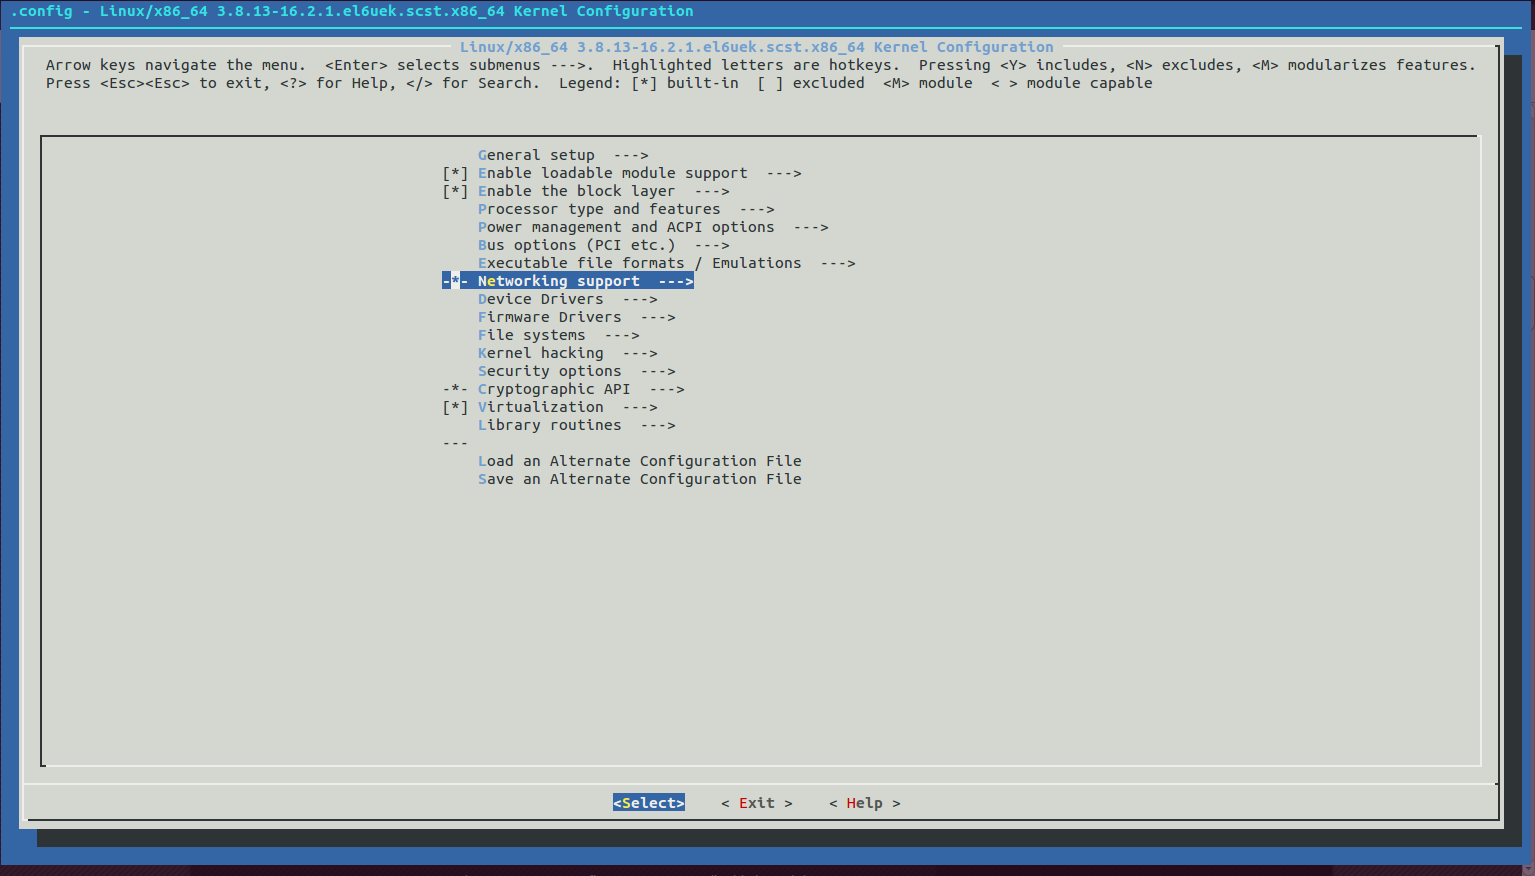 .config - Linux/x86_64 3.8.13-16.2.1.el6uek.scst.x86_64 Kernel Configuration
Linux/x86_64 3.8.13-16.2.1.el6uek.scst.x86_64 Kernel Configuration
Arrow keys navigate the menu.  <Enter> selects submenus --->.  Highlighted letters are hotkeys.  Pressing <Y> includes, <N> excludes, <M> modularizes features.
Press <Esc><Esc> to exit, <?> for Help, </> for Search.  Legend: [*] built-in  [ ] excluded  <M> module  < > module capable
General setup  --->
[*] Enable loadable module support  --->
[*] Enable the block layer  --->
Processor type and features  --->
Power management and ACPI options  --->
Bus options (PCI etc.)  --->
Executable file formats / Emulations  --->
-*- Networking support  --->
Device Drivers  --->
Firmware Drivers  --->
File systems  --->
Kernel hacking  --->
Security options  --->
-*- Cryptographic API  --->
[*] Virtualization  --->
Library routines  --->
---
Load an Alternate Configuration File
Save an Alternate Configuration File
<Select>    < Exit >    < Help >